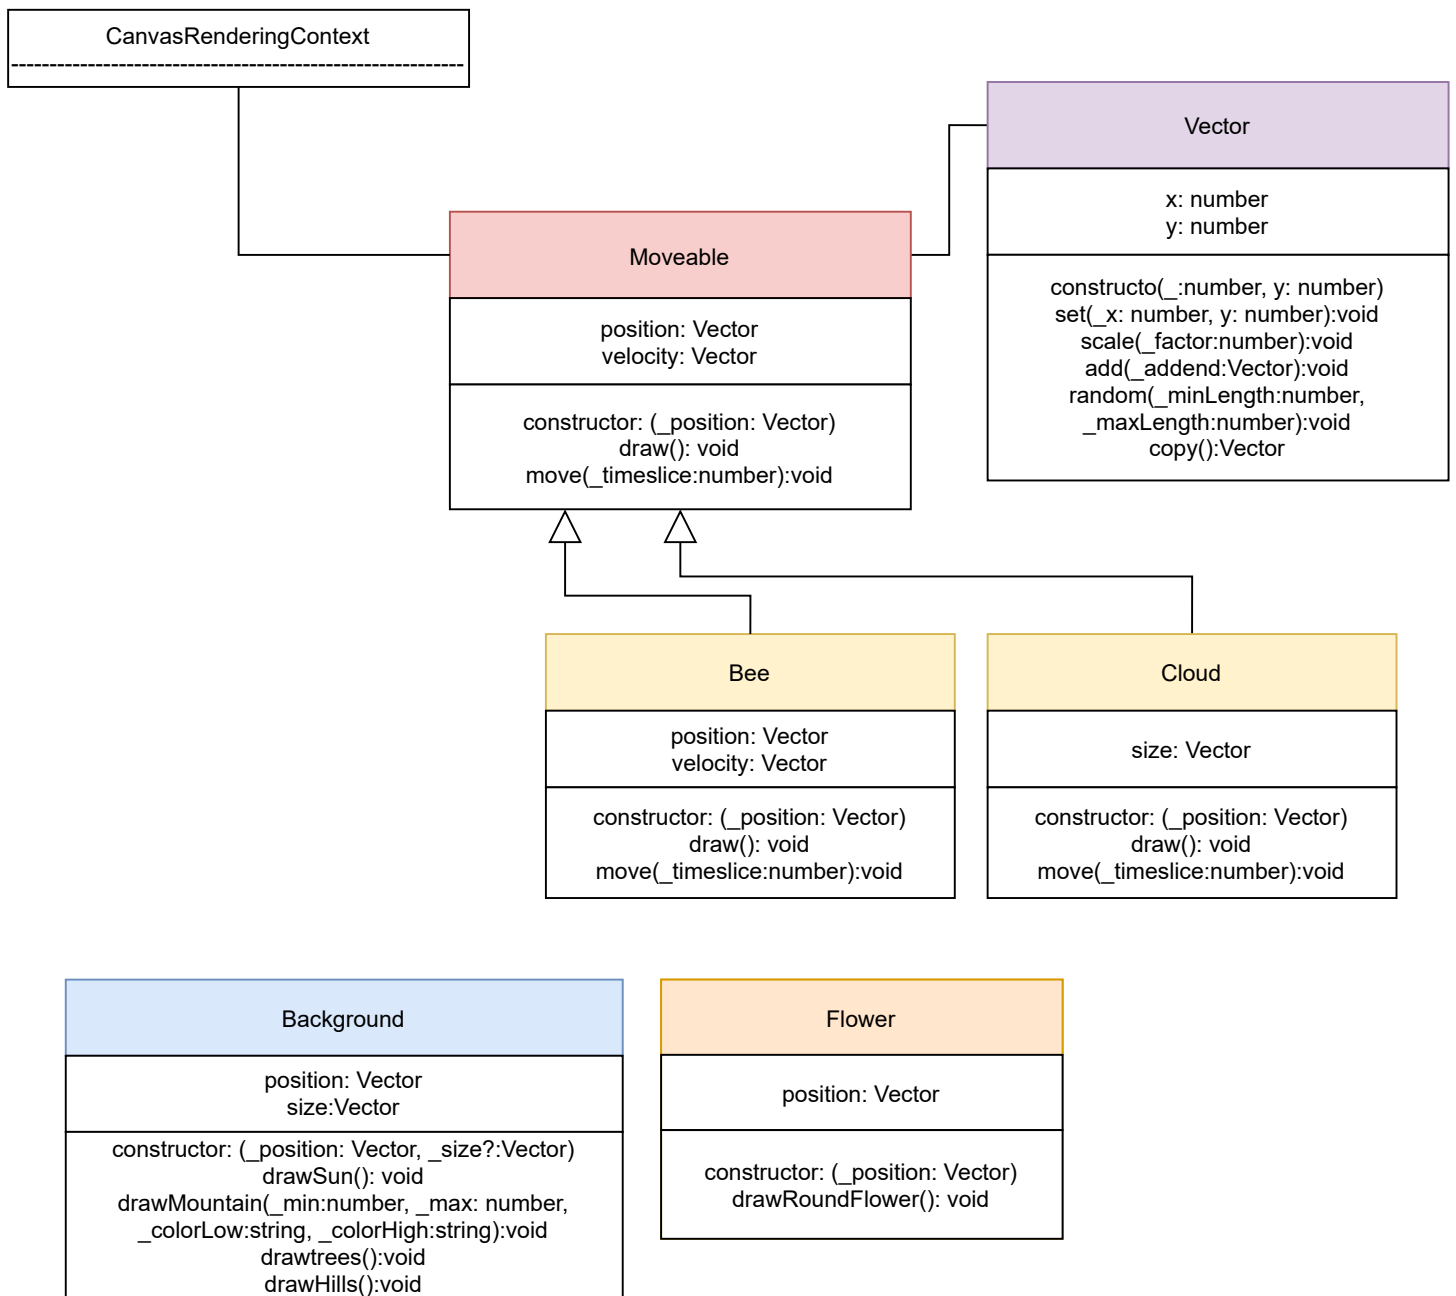 CanvasRenderingContext
-----------------------------------------------------------
Vector
x: number
y: number
constructo(_:number, y: number)
set(_x: number, y: number):void
scale(_factor:number):void
add(_addend:Vector):void
random(_minLength:number,
_maxLength:number):void
copy():Vector
Moveable
position: Vector
velocity: Vector
constructor: (_position: Vector)
draw(): void
move(_timeslice:number):void
Bee
position: Vector
velocity: Vector
constructor: (_position: Vector)
draw(): void
move(_timeslice:number):void
Cloud
size: Vector
constructor: (_position: Vector)
draw(): void
move(_timeslice:number):void
Background
position: Vector
size:Vector
constructor: (_position: Vector, _size?:Vector)
drawSun(): void
drawMountain(_min:number, _max: number,
_colorLow:string, _colorHigh:string):void
drawtrees():void
drawHills():void
Flower
position: Vector
constructor: (_position: Vector)
drawRoundFlower(): void